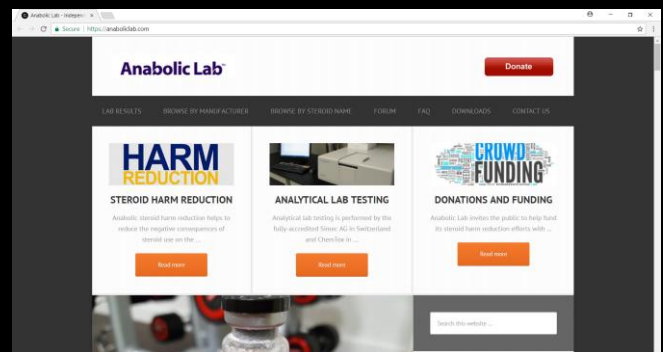 Anabolic Lab - Indepen
Secure | https://anaboliclab.com
Anabolic Lab
Donate
LAB RESULTS BROWSE BY MANUFACTURER BROWSE BY STEROID NAME FORUM FAQ DOWNLOADS CONTACT US
HARM
REDUCTION
STEROID HARM REDUCTION
Anabolic steroid harm reduction helps to
reduce the negative consequences of
steroid use on the ...
Read more
ANALYTICAL LAB TESTING
Analytical lab testing is performed by the
fully-accredited Simec AG in Switzerland
and ChemTox in ...
Read more
CROWD
FUNDING
DONATIONS AND FUNDING
Anabolic Lab invites the public to help fund
its steroid harm reduction efforts with ...
Read more
Search this website ...